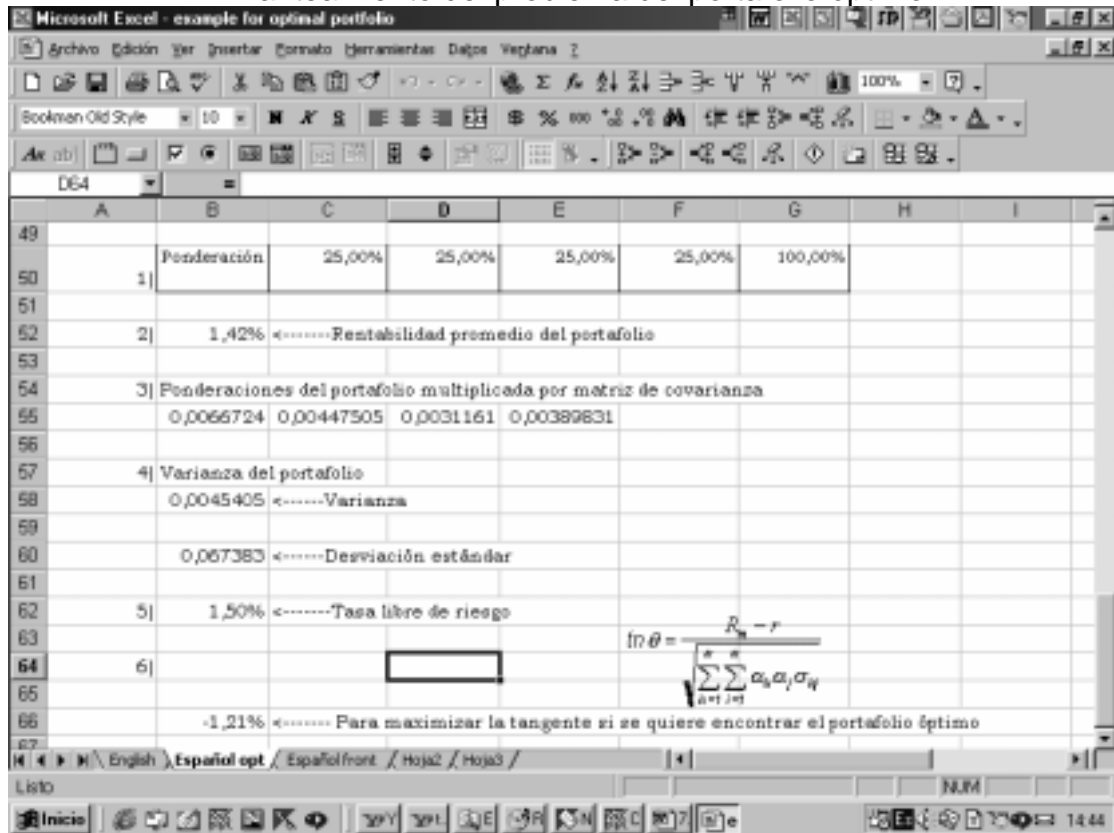 Microsoft Excel - example for optimal portfolio
Archivo Edición Ver Insertar Formato Herramientas Datos Ventana ?
100%
Bookman Old Style 10 N K S
D64 =
A B C D E F G H I
49
50 1| Ponderación 25,00% 25,00% 25,00% 25,00% 100,00%
51
52 2| 1,42% <-------Rentabilidad promedio del portafolio
53
54 3| Ponderaciones del portafolio multiplicada por matriz de covarianza
55 0,0066724 0,00447505 0,0031161 0,00389831
56
57 4| Varianza del portafolio
58 0,0045405 <------Varianza
59
60 0,067383 <------Desviación estándar
61
62 5| 1,50% <-------Tasa libre de riesgo
63
64 6|
65
66 -1,21% <------- Para maximizar la tangente si se quiere encontrar el portafolio óptimo
67
English Español opt Español front Hoja2 Hoja3
Listo NUM
Inicio 14:44